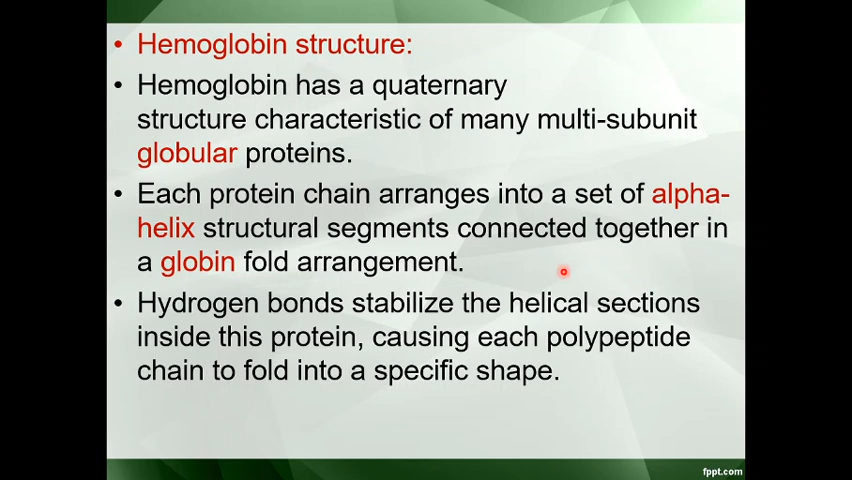 • Hemoglobin structure:
• Hemoglobin has a quaternary
structure characteristic of many multi-subunit
globular proteins.
• Each protein chain arranges into a set of alpha-
helix structural segments connected together in
a globin fold arrangement.
• Hydrogen bonds stabilize the helical sections
inside this protein, causing each polypeptide
chain to fold into a specific shape.
fppt.com